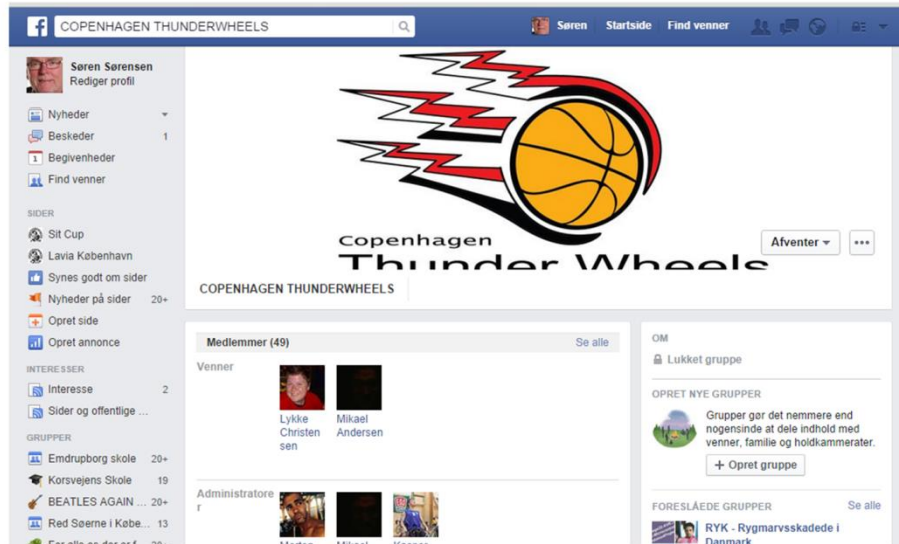 COPENHAGEN THUNDERWHEELS
Søren
Startside
Find venner
Søren Sørensen
Rediger profil
Nyheder
Beskeder 1
1 Begivenheder
Find venner
SIDER
Sit Cup
Lavia København
Synes godt om sider
Nyheder på sider 20+
Opret side
Opret annonce
INTERESSER
Interesse 2
Sider og offentlige ...
GRUPPER
Emdrupborg skole 20+
Korsvejens Skole 19
BEATLES AGAIN ... 20+
Red Søerne i Købe... 13
Copenhagen
Thunder Wheels
Afventer
COPENHAGEN THUNDERWHEELS
Medlemmer (49) Se alle
Venner
Lykke
Christen
sen
Mikael
Andersen
Administratore
r
Morten
Mikael
Kasper
OM
Lukket gruppe
OPRET NYE GRUPPER
Grupper gør det nemmere end
nogensinde at dele indhold med
venner, familie og holdkammerater.
+ Opret gruppe
FORESLÅEDE GRUPPER Se alle
RYK - Rygmarvsskadede i
Danmark